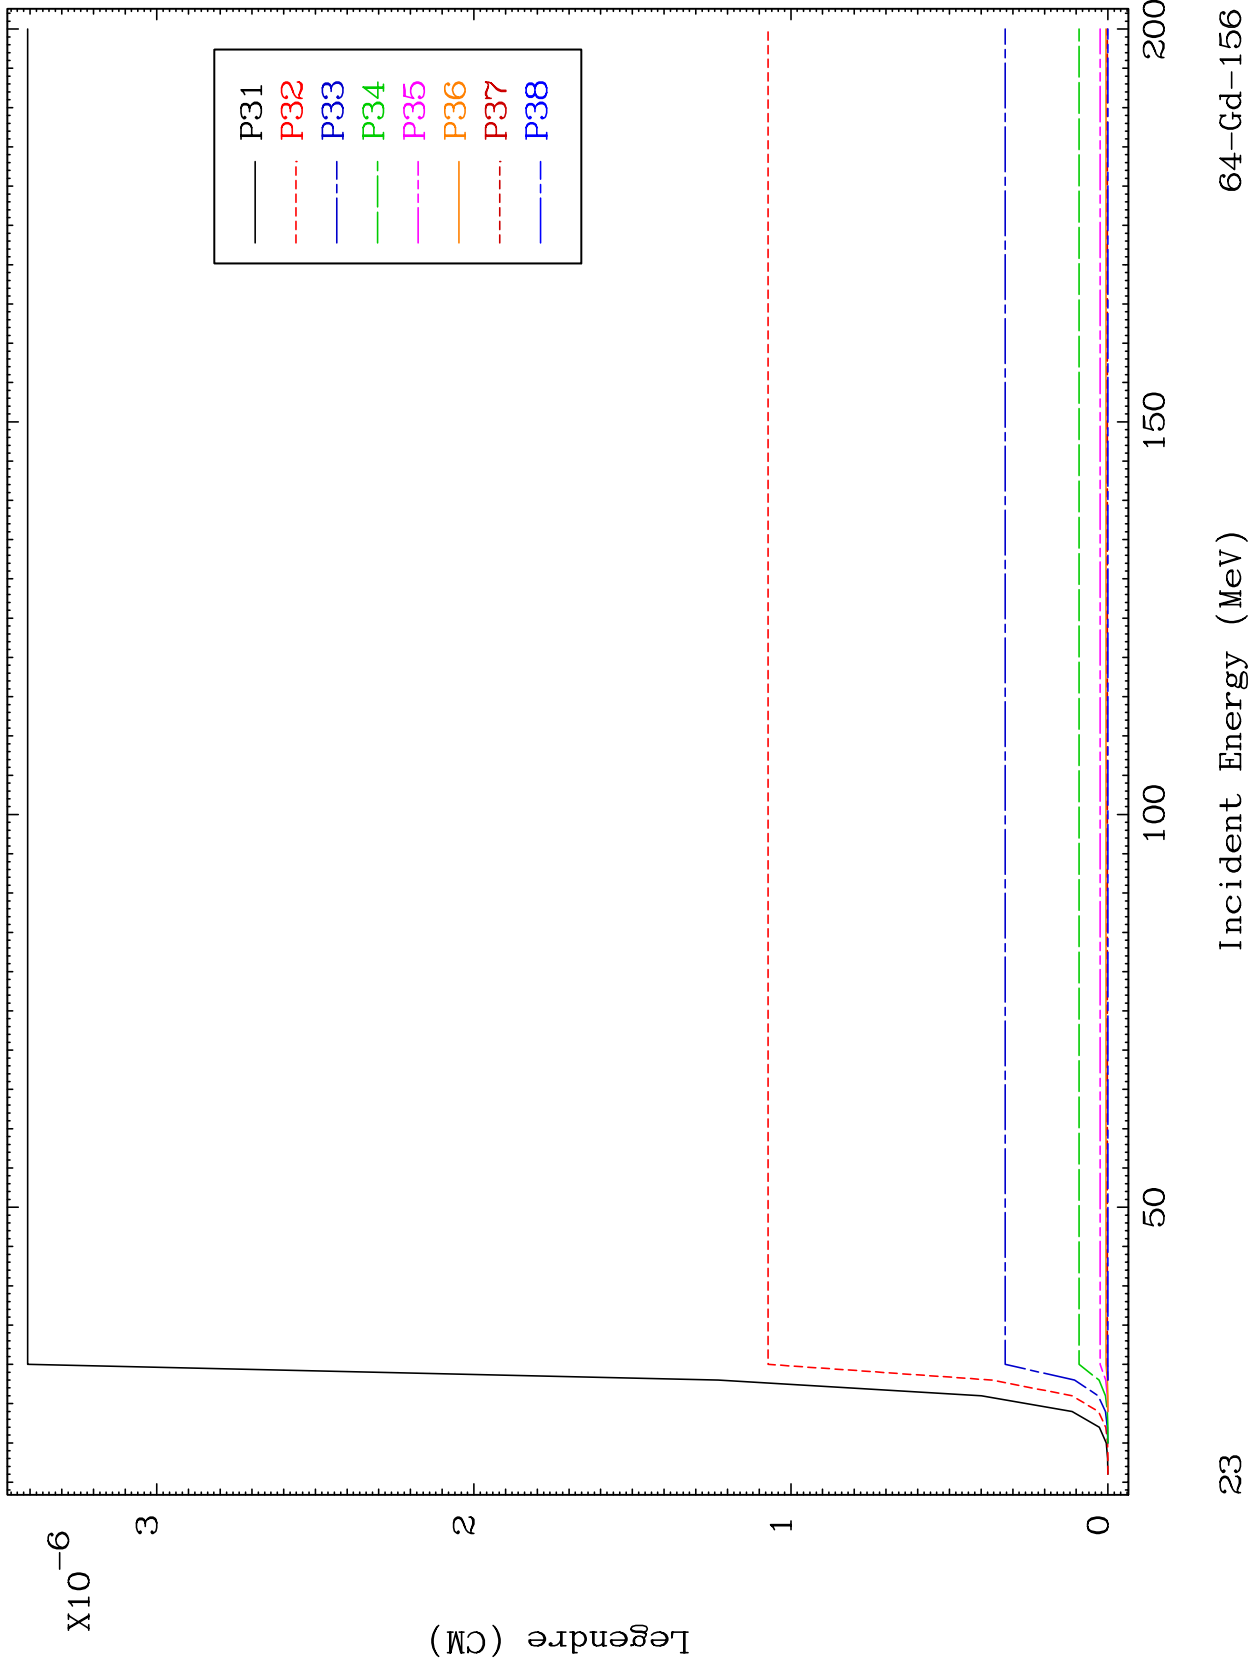 X10−6
Legendre (CM)
3
2
1
0
P31
P32
P33
P34
P35
P36
P37
P38
50
100
150
200
23
Incident Energy (MeV)
64−Gd−156